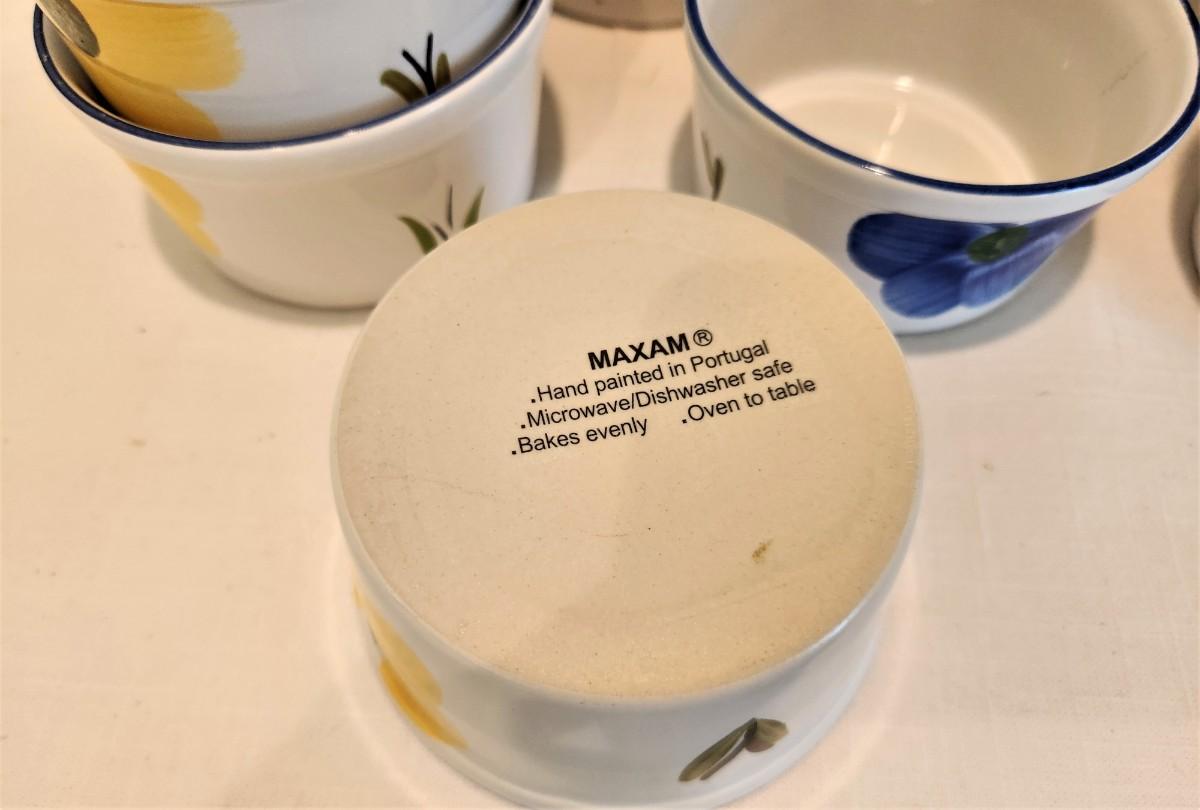 MAXAM®
.Hand painted in Portugal
.Microwave/Dishwasher safe
.Bakes evenly .Oven to table